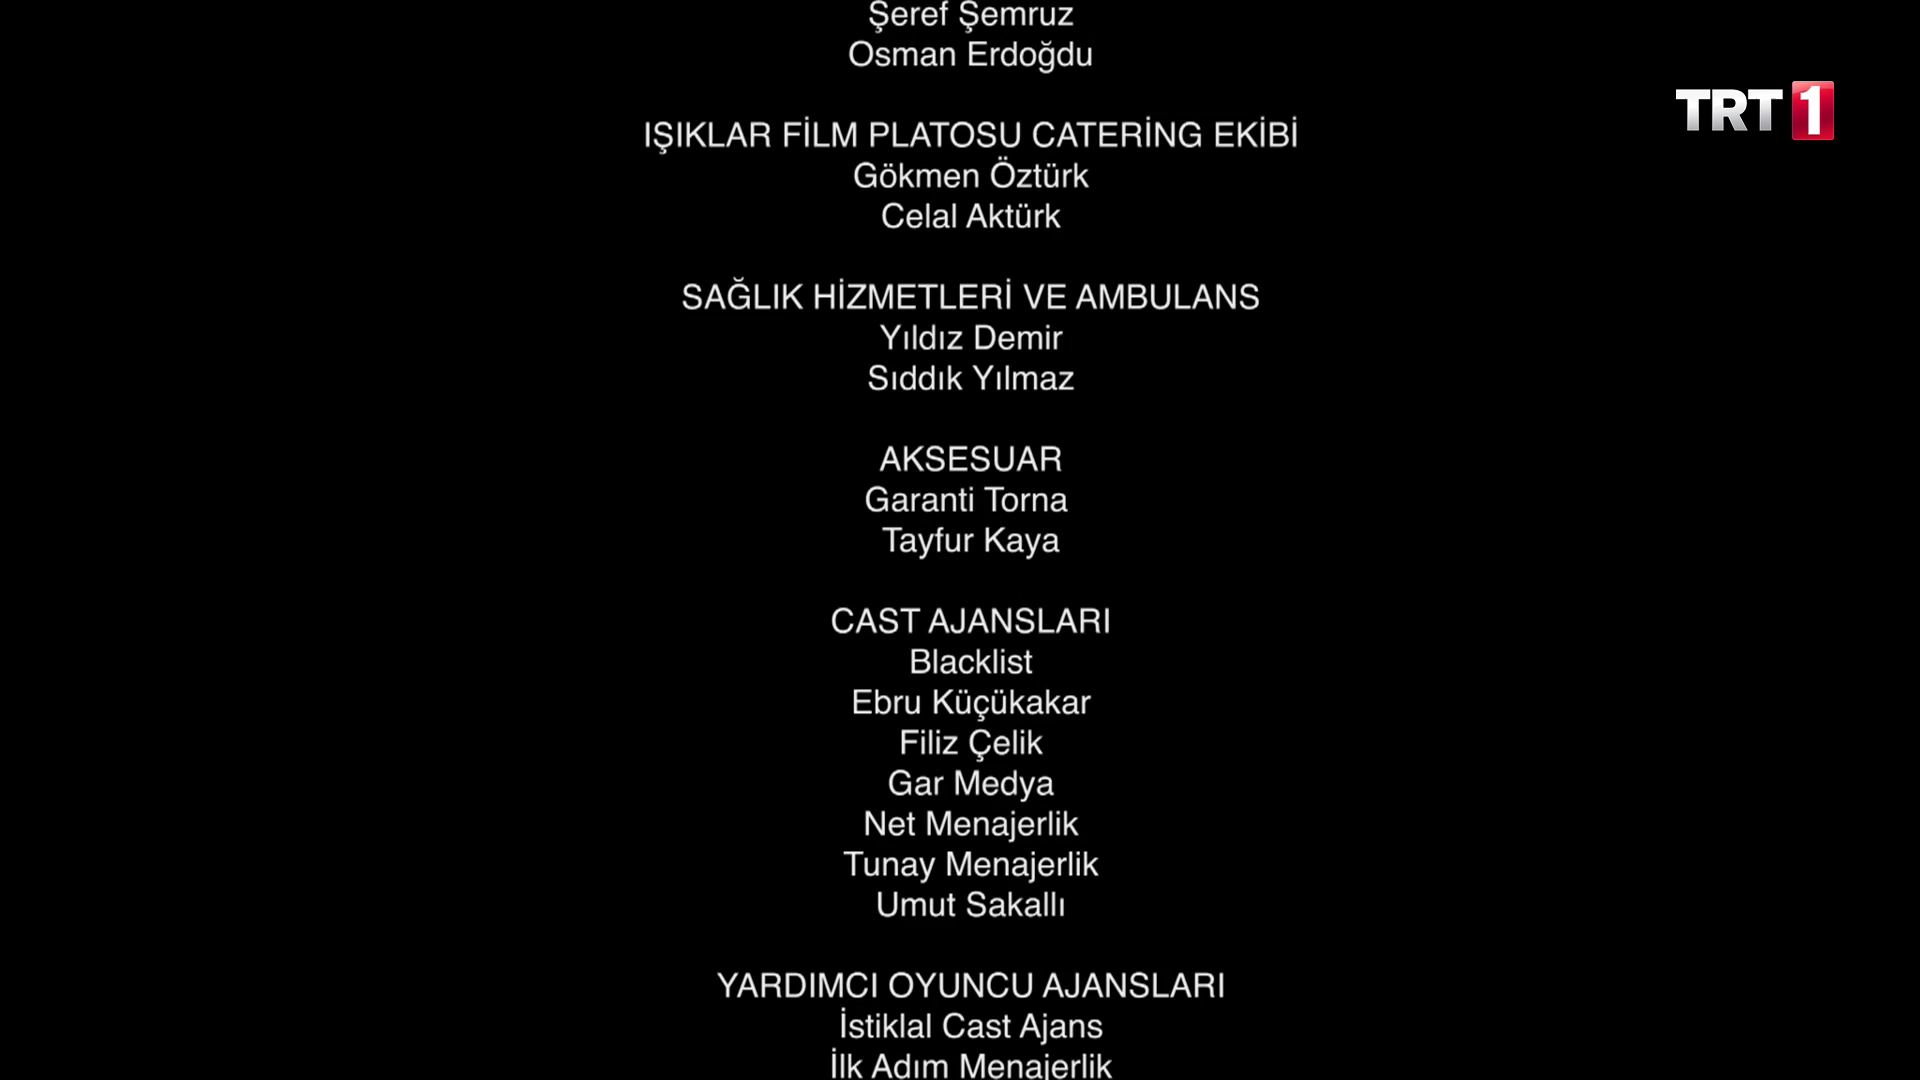 Şeref Şemruz
Osman Erdoğdu
TRT 1
IŞIKLAR FİLM PLATOSU CATERİNG EKİBİ
Gökmen Öztürk
Celal Aktürk
SAĞLIK HİZMETLERİ VE AMBULANS
Yıldız Demir
Sıddık Yılmaz
AKSESUAR
Garanti Torna
Tayfur Kaya
CAST AJANSLARI
Blacklist
Ebru Küçükakar
Filiz Çelik
Gar Medya
Net Menajerlik
Tunay Menajerlik
Umut Sakallı
YARDIMCI OYUNCU AJANSLARI
İstiklal Cast Ajans
İlk Adım Menajerlik